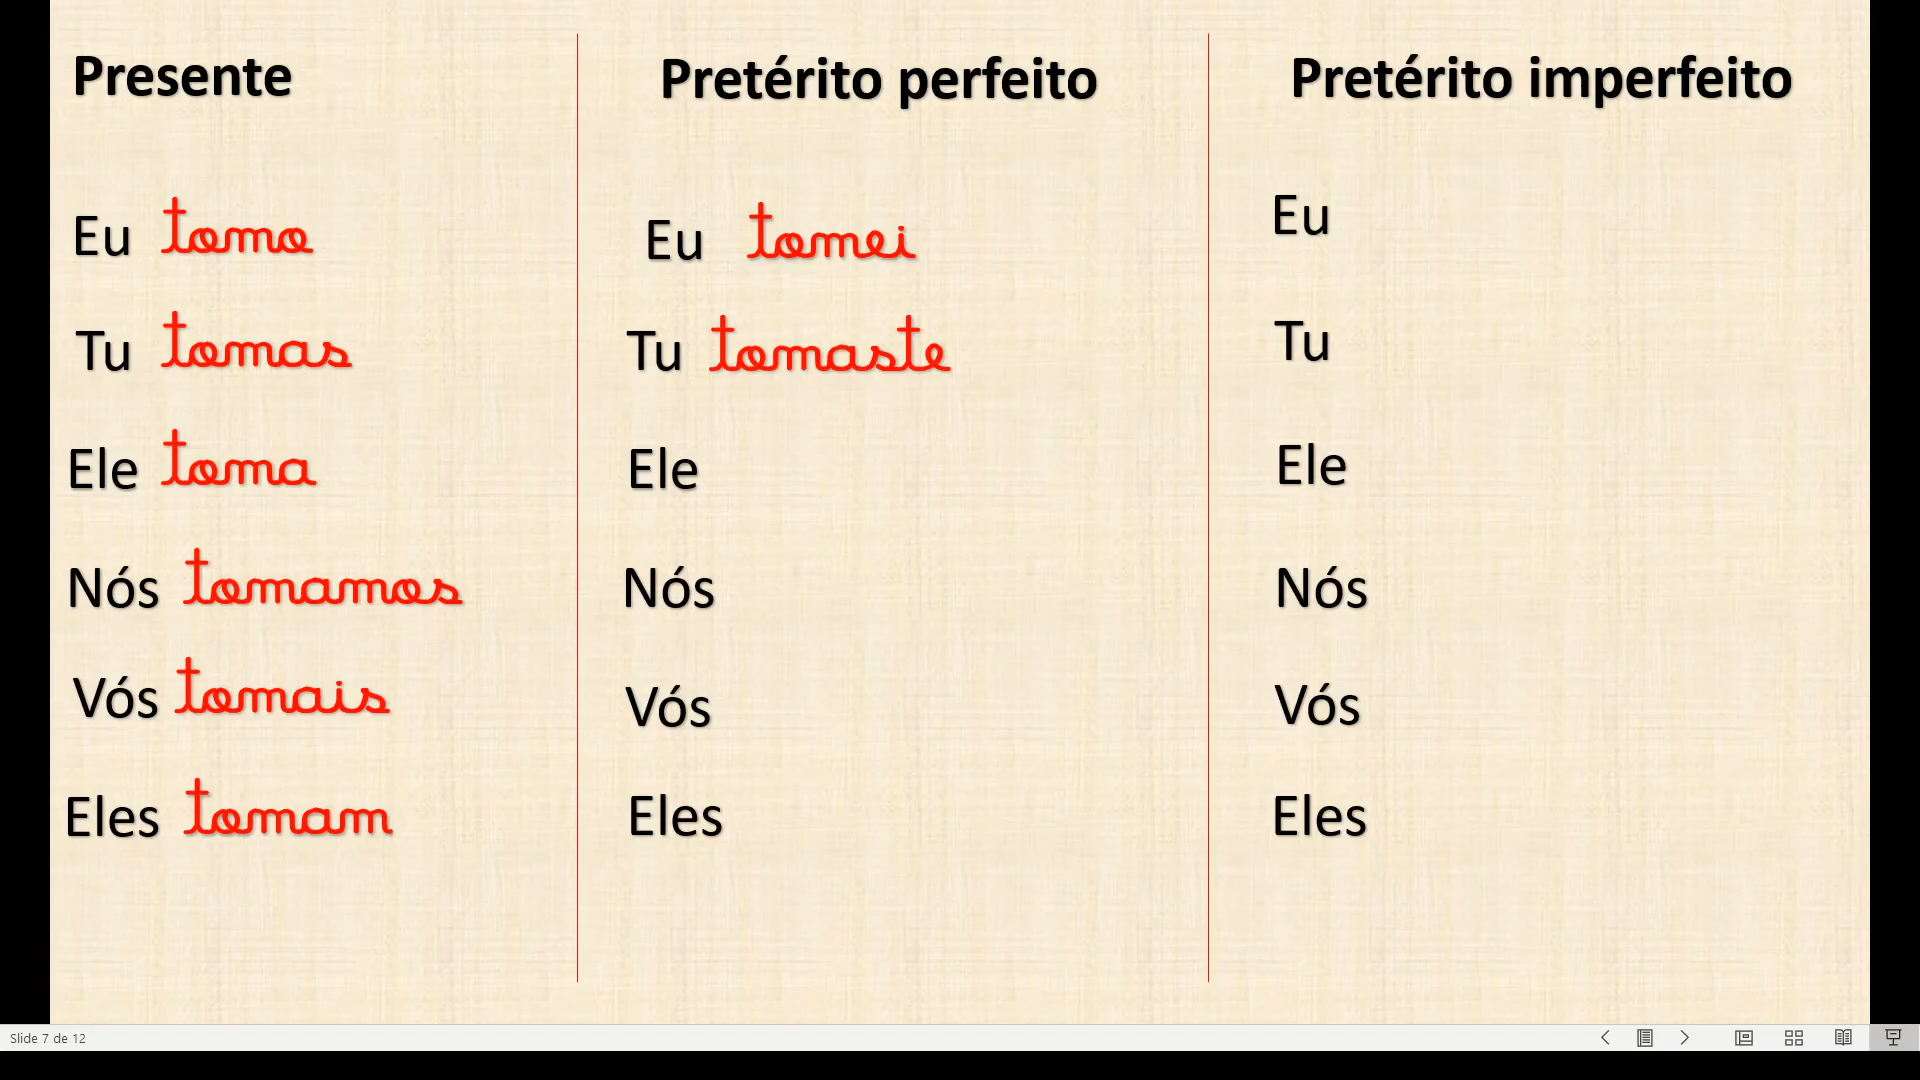 Presente
Eu tomo
Tu tomas
Ele toma
Nós tomamos
Vós tomais
Eles tomam
Pretérito perfeito
Eu tomei
Tu tomaste
Ele
Nós
Vós
Eles
Pretérito imperfeito
Eu
Tu
Ele
Nós
Vós
Eles
Slide 7 de 12